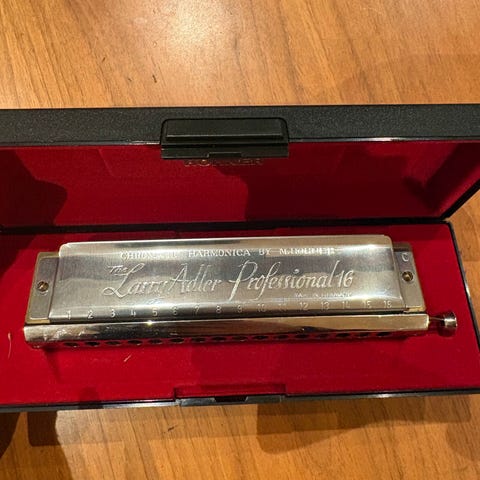 HOHNER
CHROMATIC HARMONICA BY M. HOHNER
The Larry Adler Professional 16
MADE IN GERMANY
C
1 2 3 4 5 6 7 8 9 10 11 12 13 14 15 16